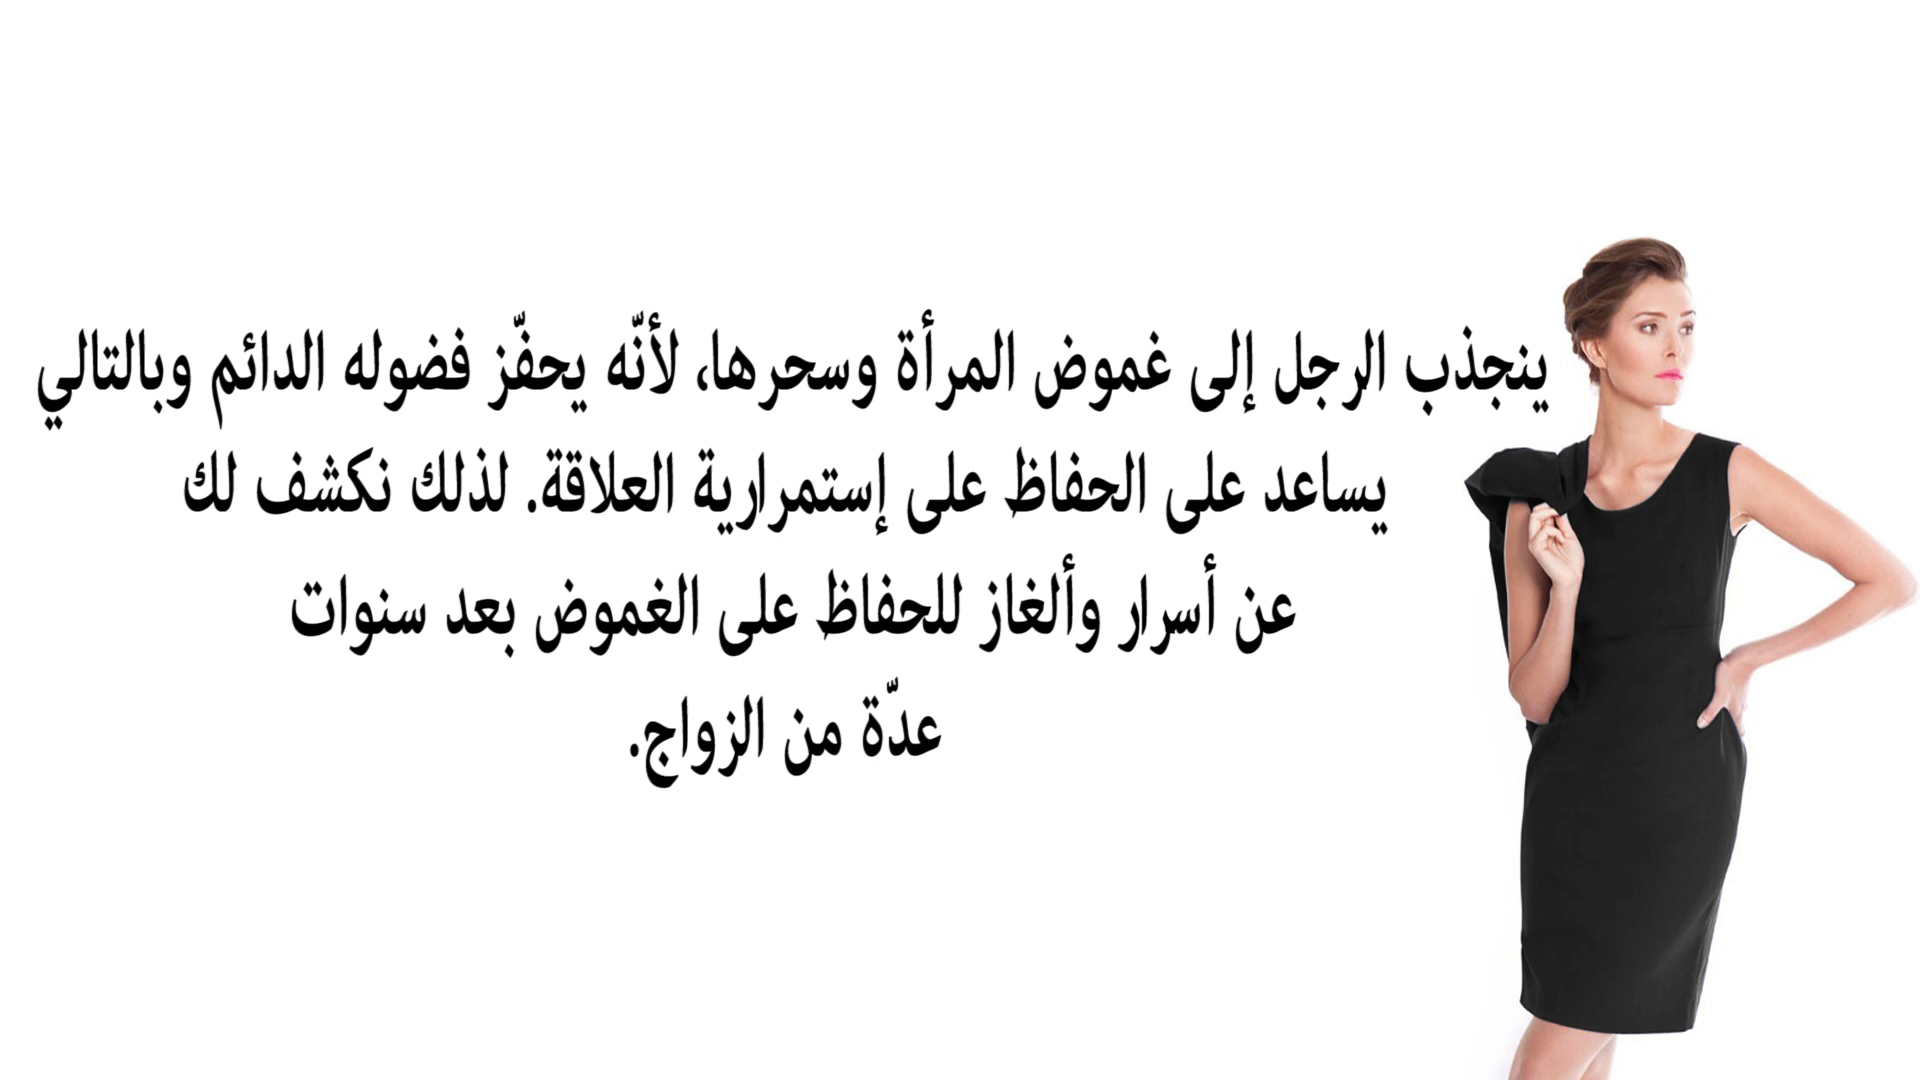 ينجذب الرجل إلى غموض المرأة وسحرها، لأنّه يحفّز فضوله الدائم وبالتالي
يساعد على الحفاظ على إستمرارية العلاقة. لذلك نكشف لك
عن أسرار وألغاز للحفاظ على الغموض بعد سنوات
عدّة من الزواج.